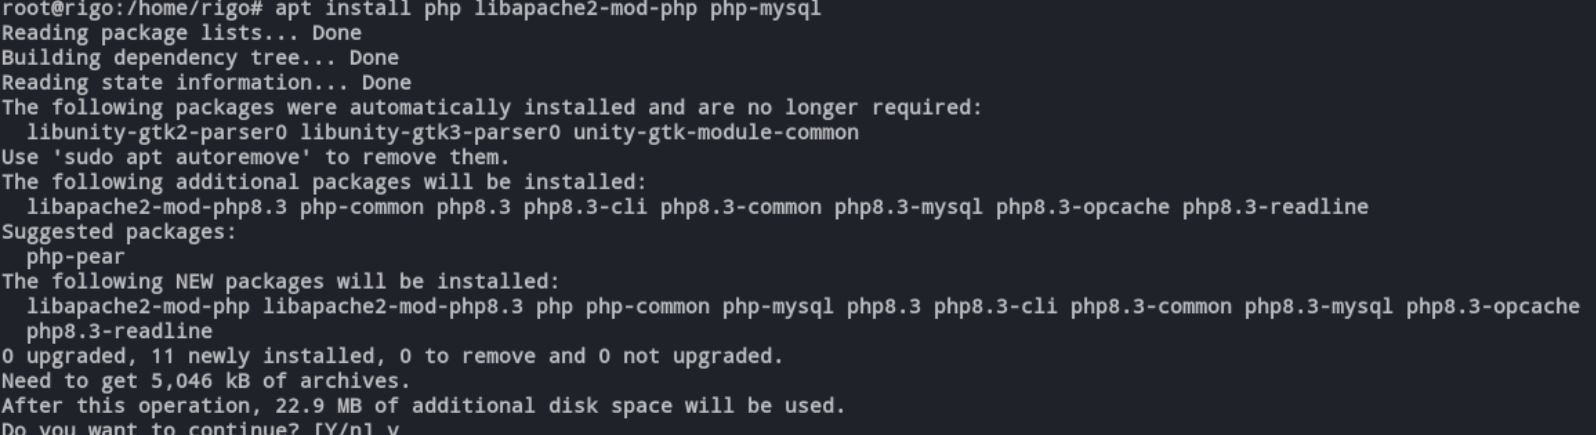 root@rigo:/home/rigo# apt install php libapache2-mod-php php-mysql
Reading package lists... Done
Building dependency tree... Done
Reading state information... Done
The following packages were automatically installed and are no longer required:
  libunity-gtk2-parser0 libunity-gtk3-parser0 unity-gtk-module-common
Use 'sudo apt autoremove' to remove them.
The following additional packages will be installed:
  libapache2-mod-php8.3 php-common php8.3 php8.3-cli php8.3-common php8.3-mysql php8.3-opcache php8.3-readline
Suggested packages:
  php-pear
The following NEW packages will be installed:
  libapache2-mod-php libapache2-mod-php8.3 php php-common php-mysql php8.3 php8.3-cli php8.3-common php8.3-mysql php8.3-opcache
  php8.3-readline
0 upgraded, 11 newly installed, 0 to remove and 0 not upgraded.
Need to get 5,046 kB of archives.
After this operation, 22.9 MB of additional disk space will be used.
Do you want to continue? [Y/n] y